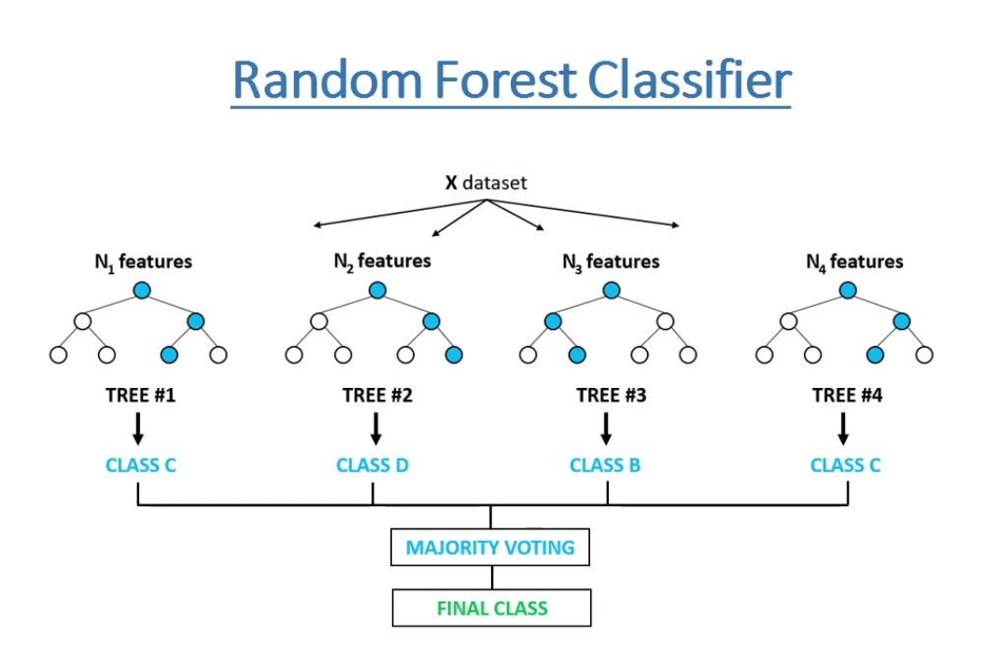 Random Forest Classifier
X dataset
N1 features
N2 features
N3 features
N4 features
TREE #1
TREE #2
TREE #3
TREE #4
CLASS C
CLASS D
CLASS B
CLASS C
MAJORITY VOTING
FINAL CLASS